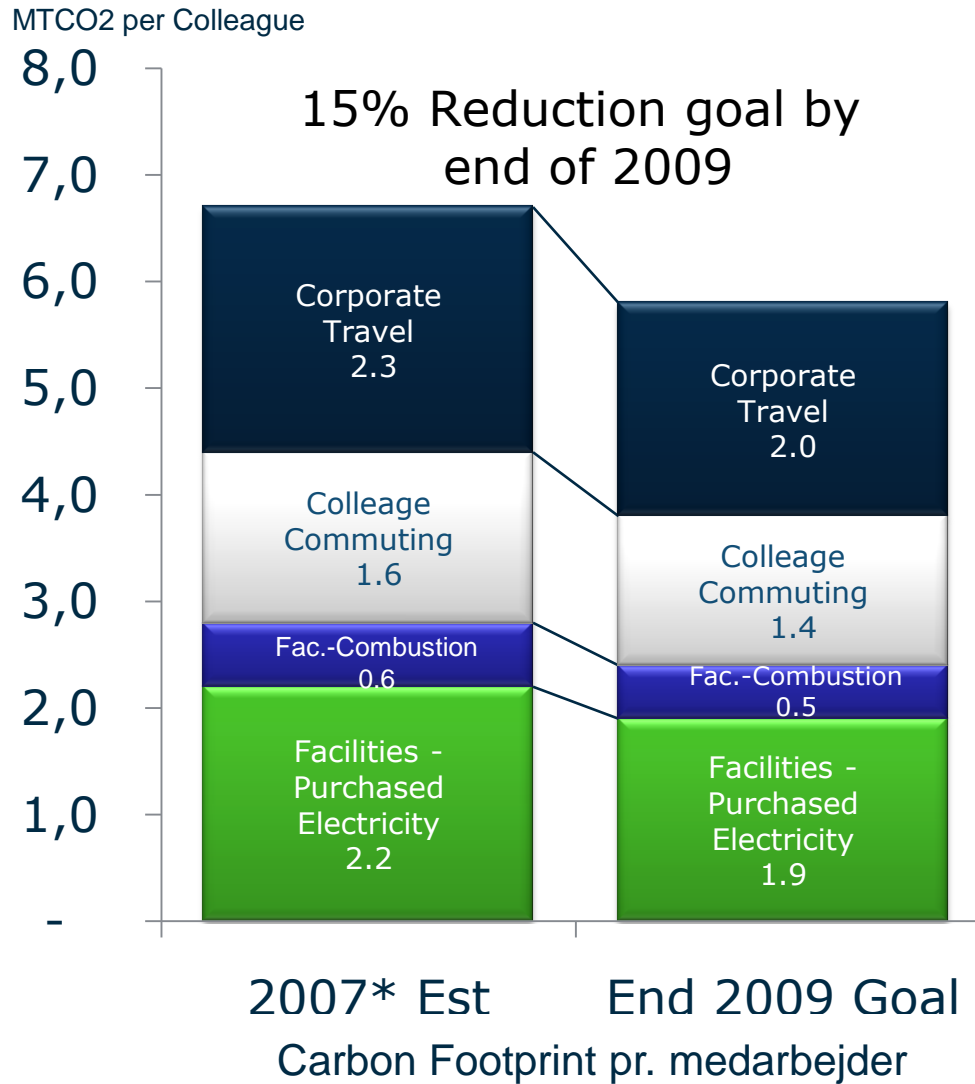 MTCO2 per Colleague
8,0
7,0
6,0
5,0
4,0
3,0
2,0
1,0
-
15% Reduction goal by
end of 2009
Corporate
Travel
2.3
Colleage
Commuting
1.6
Fac.-Combustion
0.6
Facilities -
Purchased
Electricity
2.2
Corporate
Travel
2.0
Colleage
Commuting
1.4
Fac.-Combustion
0.5
Facilities -
Purchased
Electricity
1.9
2007* Est
End 2009 Goal
Carbon Footprint pr. medarbejder